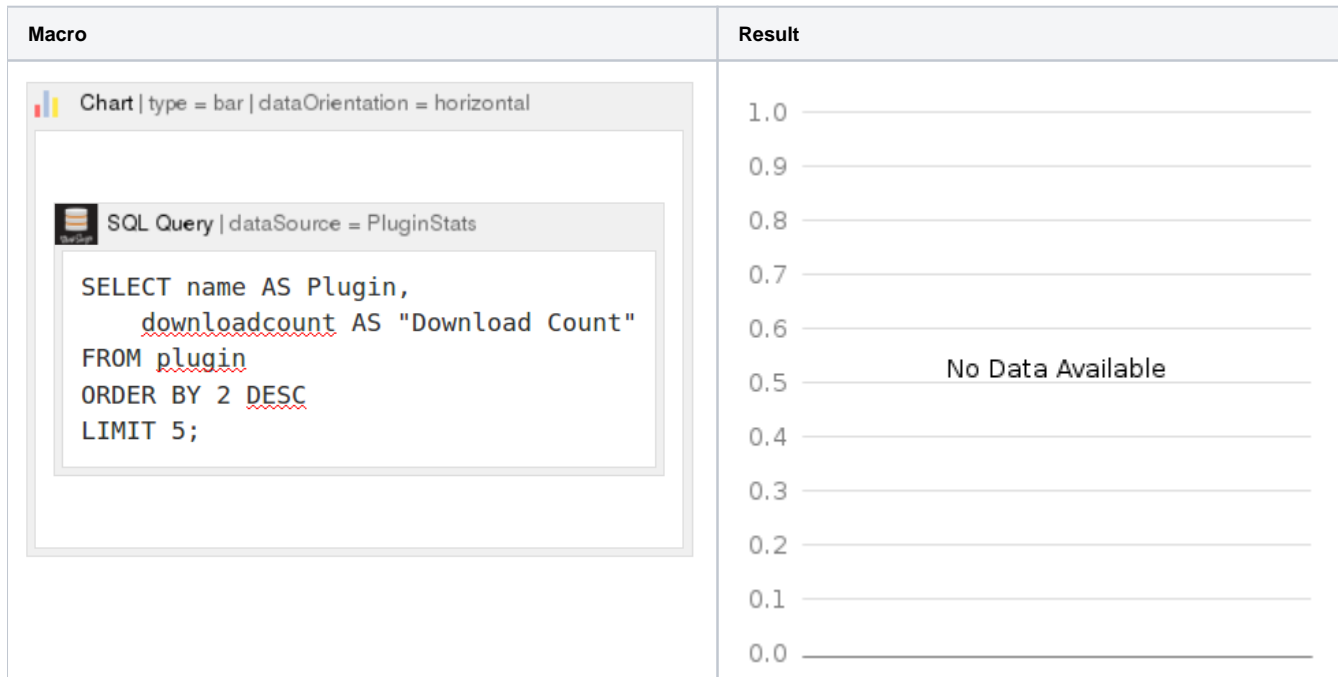 Macro
Result
Chart | type = bar | dataOrientation = horizontal
SQL Query | dataSource = PluginStats
SELECT name AS Plugin,
downloadcount AS "Download Count"
FROM plugin
ORDER BY 2 DESC
LIMIT 5;
1.0
0.9
0.8
0.7
0.6
No Data Available
0.5
0.4
0.3
0.2
0.1
0.0